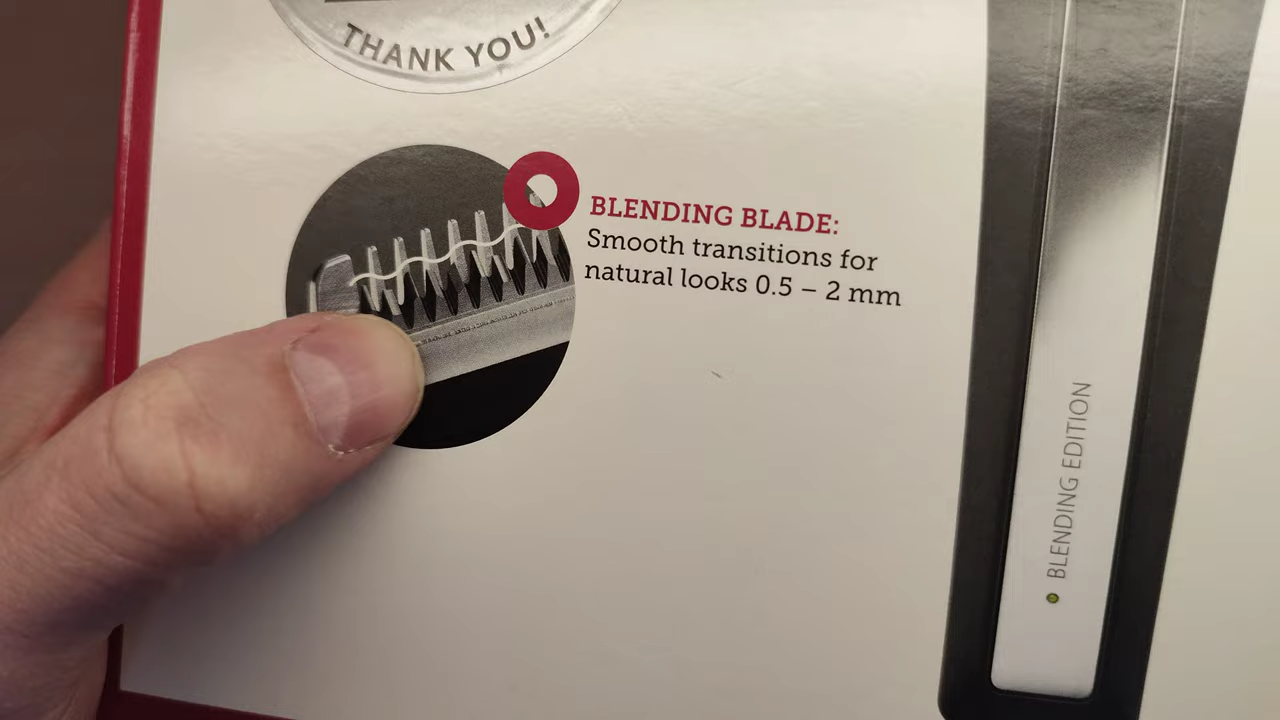 THANK YOU!
BLENDING BLADE:
Smooth transitions for
natural looks 0.5 – 2 mm
BLENDING EDITION